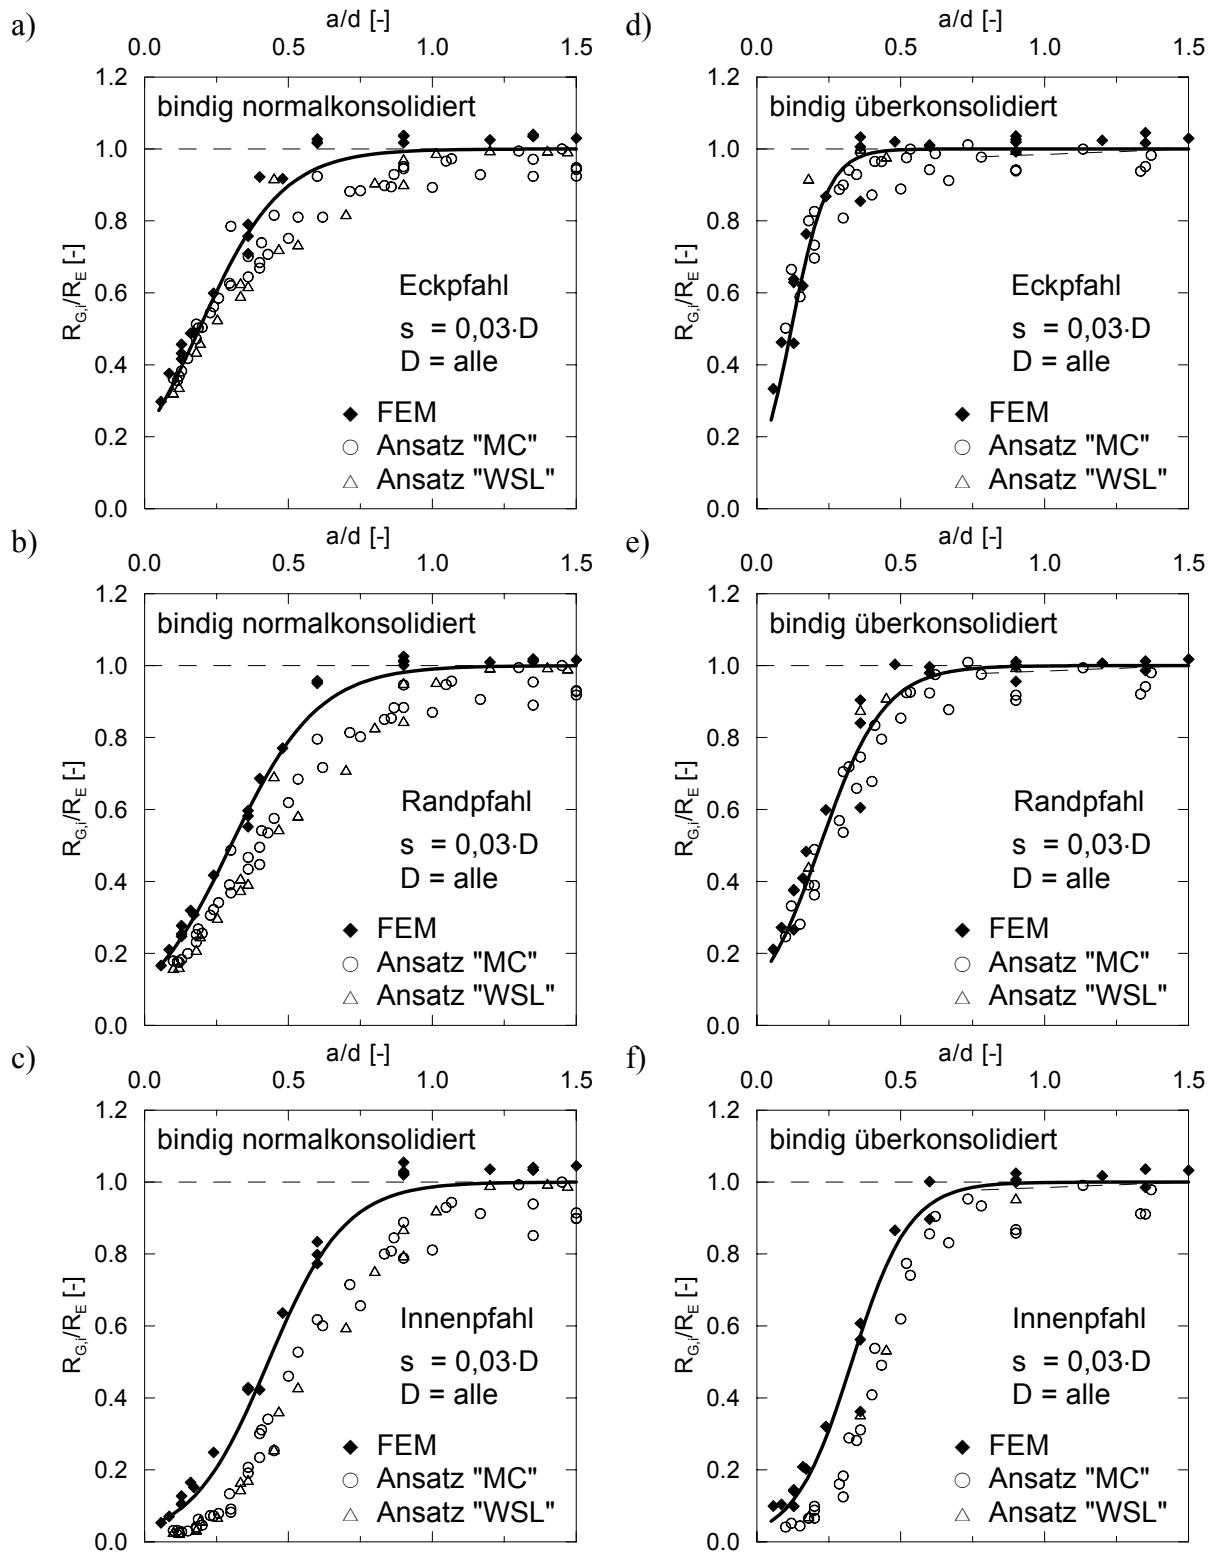 a)
a/d [-]
0.0 0.5 1.0 1.5
1.2
1.0
0.8
0.6
0.4
0.2
0.0
R_G,i/R_E [-]
bindig normalkonsolidiert
Eckpfahl
s = 0,03·D
D = alle
FEM
Ansatz "MC"
Ansatz "WSL"
d)
a/d [-]
0.0 0.5 1.0 1.5
1.2
1.0
0.8
0.6
0.4
0.2
0.0
R_G,i/R_E [-]
bindig überkonsolidiert
Eckpfahl
s = 0,03·D
D = alle
FEM
Ansatz "MC"
Ansatz "WSL"
b)
a/d [-]
0.0 0.5 1.0 1.5
1.2
1.0
0.8
0.6
0.4
0.2
0.0
R_G,i/R_E [-]
bindig normalkonsolidiert
Randpfahl
s = 0,03·D
D = alle
FEM
Ansatz "MC"
Ansatz "WSL"
e)
a/d [-]
0.0 0.5 1.0 1.5
1.2
1.0
0.8
0.6
0.4
0.2
0.0
R_G,i/R_E [-]
bindig überkonsolidiert
Randpfahl
s = 0,03·D
D = alle
FEM
Ansatz "MC"
Ansatz "WSL"
c)
a/d [-]
0.0 0.5 1.0 1.5
1.2
1.0
0.8
0.6
0.4
0.2
0.0
R_G,i/R_E [-]
bindig normalkonsolidiert
Innenpfahl
s = 0,03·D
D = alle
FEM
Ansatz "MC"
Ansatz "WSL"
f)
a/d [-]
0.0 0.5 1.0 1.5
1.2
1.0
0.8
0.6
0.4
0.2
0.0
R_G,i/R_E [-]
bindig überkonsolidiert
Innenpfahl
s = 0,03·D
D = alle
FEM
Ansatz "MC"
Ansatz "WSL"